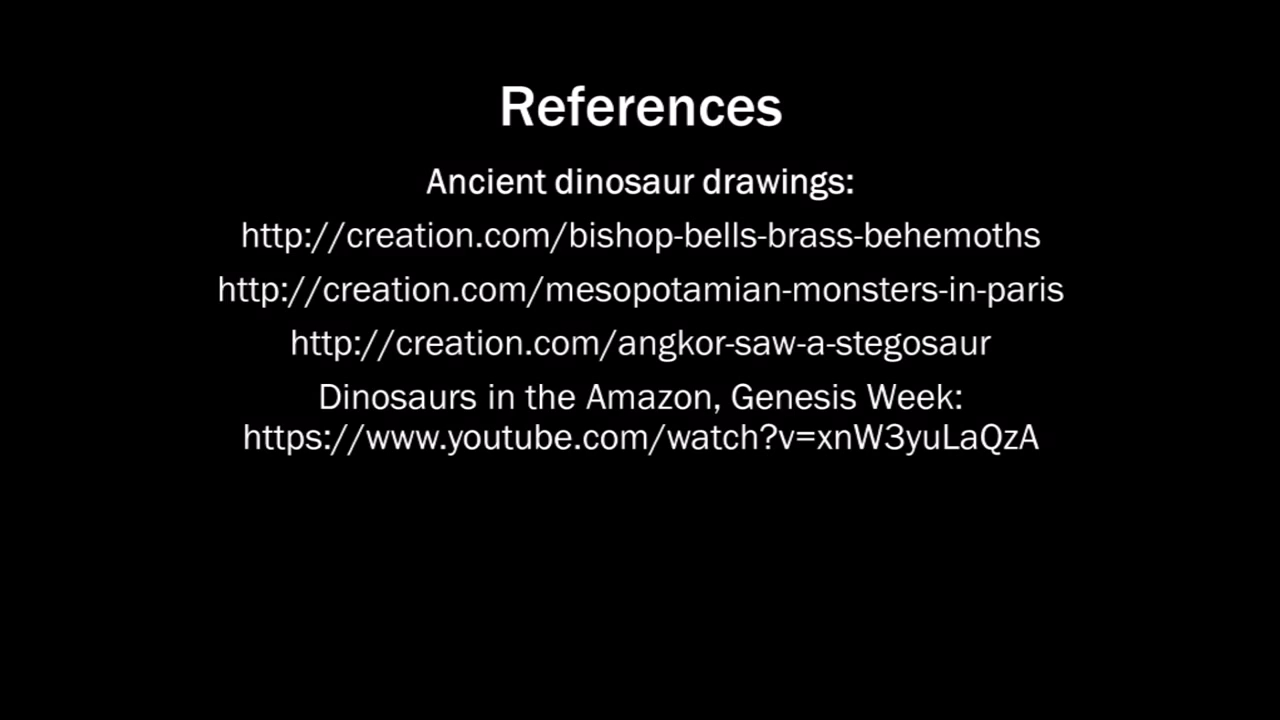 References
Ancient dinosaur drawings:
http://creation.com/bishop-bells-brass-behemoths
http://creation.com/mesopotamian-monsters-in-paris
http://creation.com/angkor-saw-a-stegosaur
Dinosaurs in the Amazon, Genesis Week:
https://www.youtube.com/watch?v=xnW3yuLaQzA